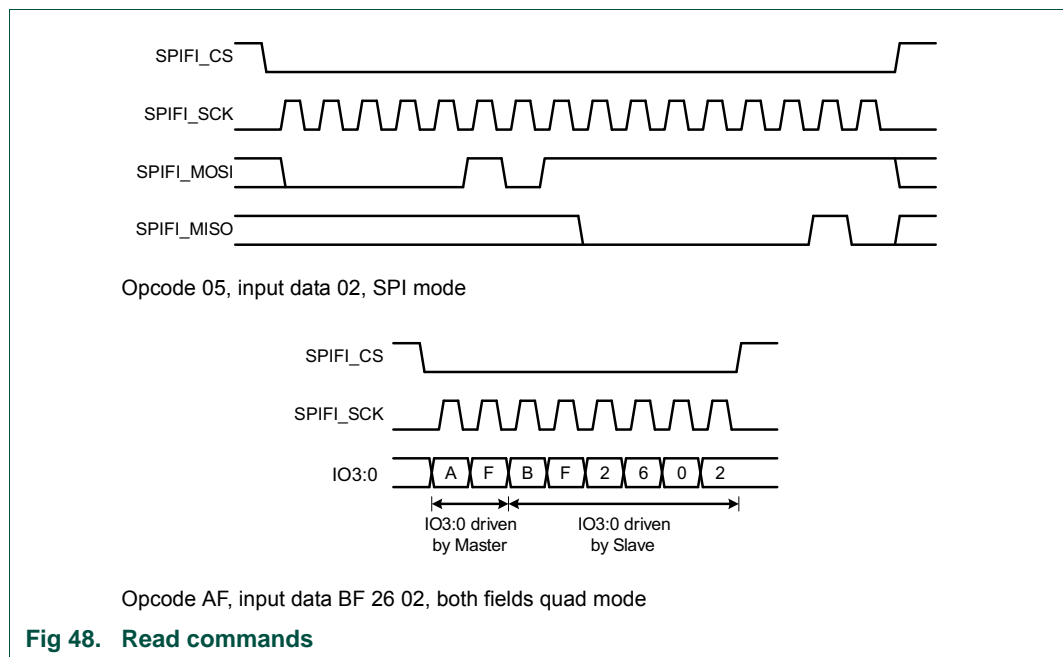 SPIFI_CS
SPIFI_SCK
SPIFI_MOSI
SPIFI_MISO
Opcode 05, input data 02, SPI mode
SPIFI_CS
SPIFI_SCK
IO3:0 A F B F 2 6 0 2
IO3:0 driven by Master
IO3:0 driven by Slave
Opcode AF, input data BF 26 02, both fields quad mode
Fig 48. Read commands